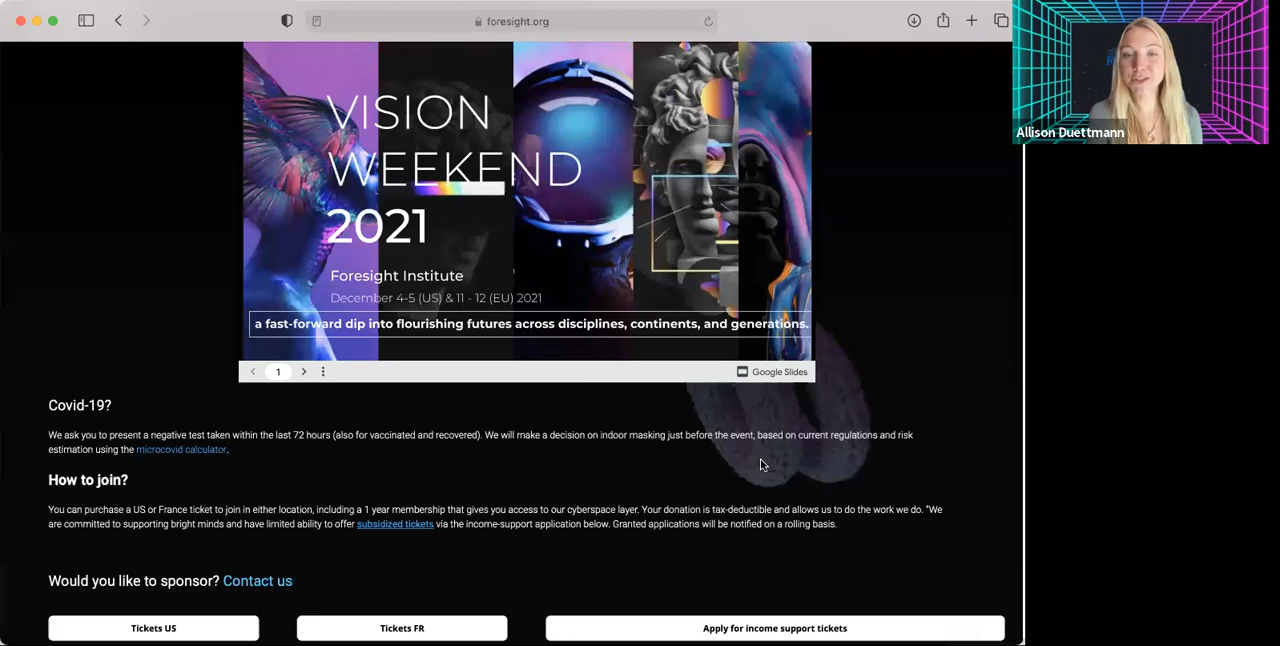 foresight.org
VISION
WEEKEND
2021
Foresight Institute
December 4-5 (US) & 11 - 12 (EU) 2021
a fast-forward dip into flourishing futures across disciplines, continents, and generations.
1
Google Slides
Allison Duettmann
Covid-19?
We ask you to present a negative test taken within the last 72 hours (also for vaccinated and recovered). We will make a decision on indoor masking just before the event, based on current regulations and risk
estimation using the microcovid calculator.
How to join?
You can purchase a US or France ticket to join in either location, including a 1 year membership that gives you access to our cyberspace layer. Your donation is tax-deductible and allows us to do the work we do. "We
are committed to supporting bright minds and have limited ability to offer subsidized tickets via the income-support application below. Granted applications will be notified on a rolling basis.
Would you like to sponsor? Contact us
Tickets US
Tickets FR
Apply for income support tickets